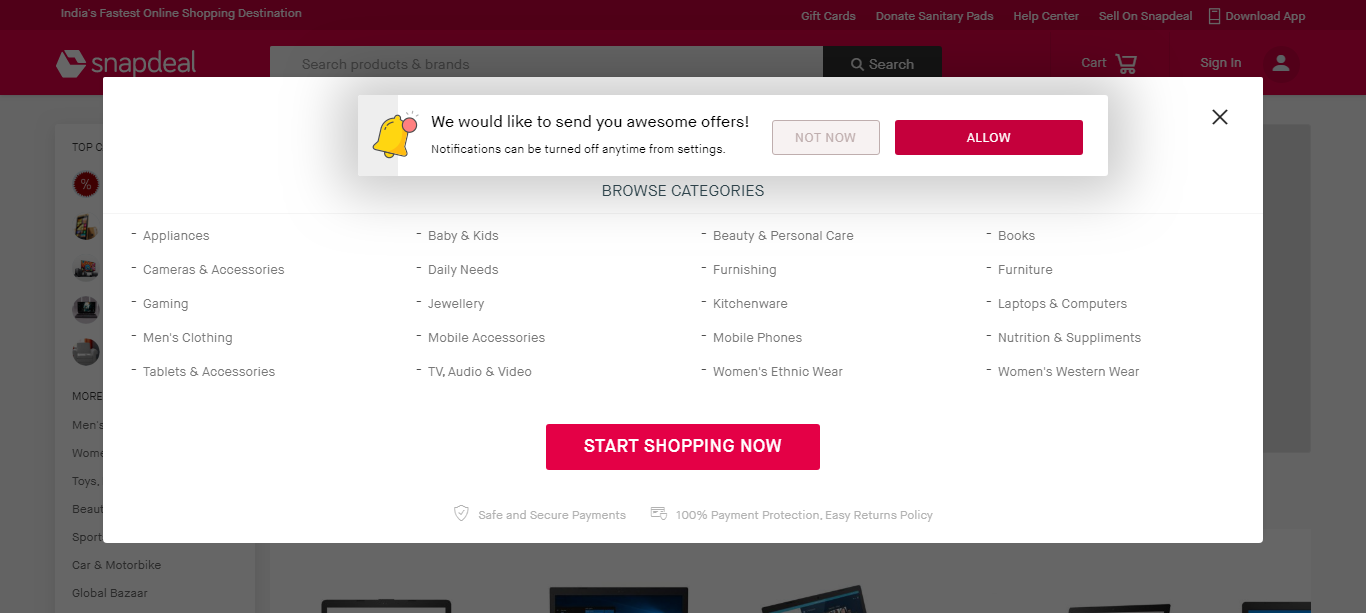 India's Fastest Online Shopping Destination
Gift Cards Donate Sanitary Pads Help Center Sell On Snapdeal Download App
snapdeal
Search products & brands
Search
Cart
Sign In
We would like to send you awesome offers!
Notifications can be turned off anytime from settings.
NOT NOW
ALLOW
BROWSE CATEGORIES
- Appliances - Baby & Kids - Beauty & Personal Care - Books
- Cameras & Accessories - Daily Needs - Furnishing - Furniture
- Gaming - Jewellery - Kitchenware - Laptops & Computers
- Men's Clothing - Mobile Accessories - Mobile Phones - Nutrition & Suppliments
- Tablets & Accessories - TV, Audio & Video - Women's Ethnic Wear - Women's Western Wear
START SHOPPING NOW
Safe and Secure Payments
100% Payment Protection, Easy Returns Policy
TOP C
%
MORE
Men's
Wome
Toys,
Beaut
Sport
Car & Motorbike
Global Bazaar